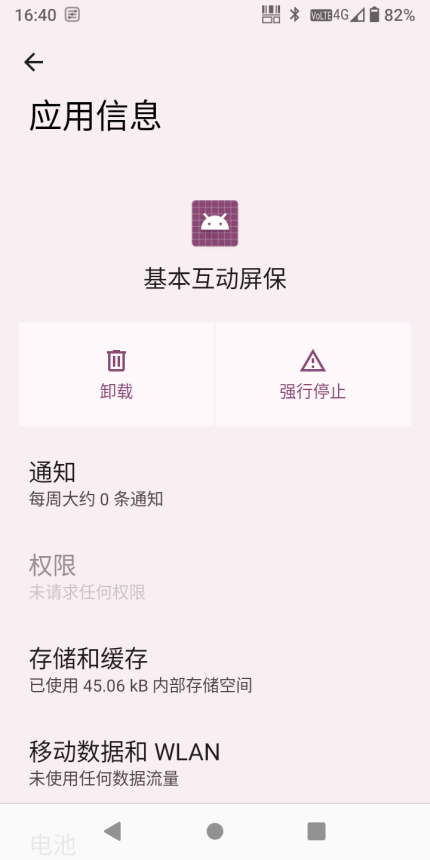 16:40
VoLTE 4G 82%
应用信息
基本互动屏保
卸载
强行停止
通知
每周大约 0 条通知
权限
未请求任何权限
存储和缓存
已使用 45.06 kB 内部存储空间
移动数据和 WLAN
未使用任何数据流量
电池